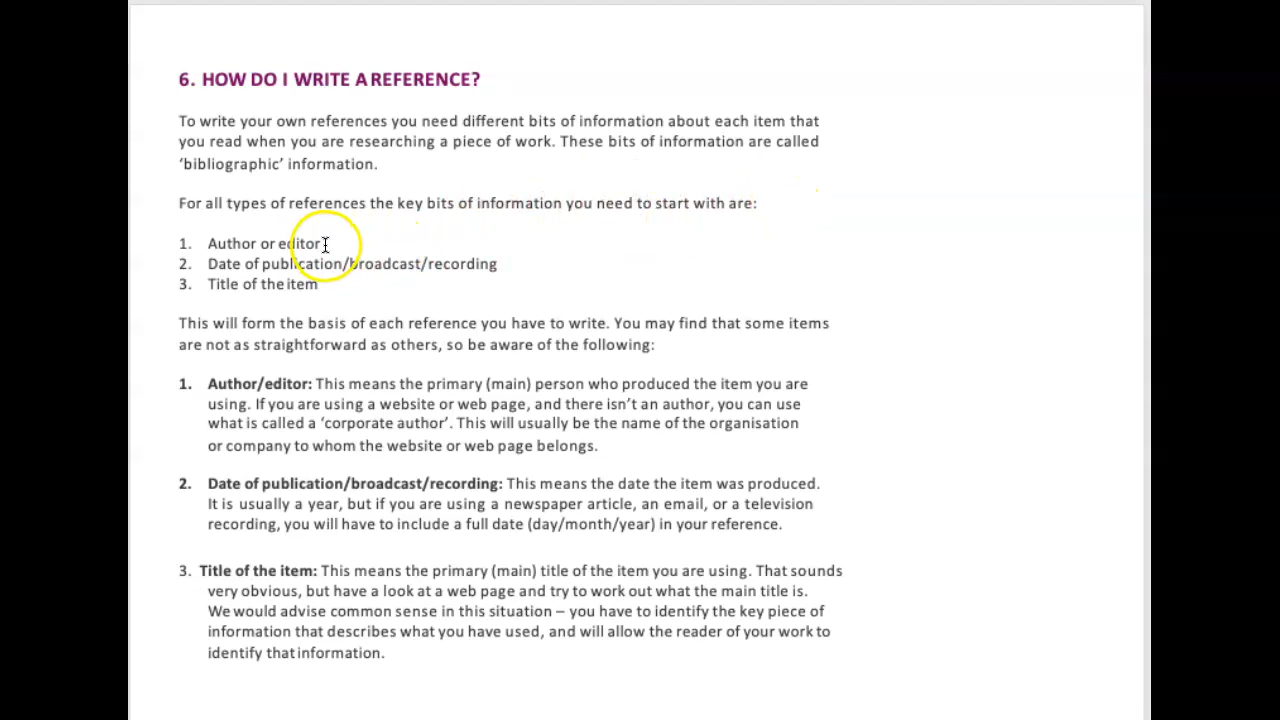 6. HOW DO I WRITE A REFERENCE?
To write your own references you need different bits of information about each item that
you read when you are researching a piece of work. These bits of information are called
‘bibliographic’ information.
For all types of references the key bits of information you need to start with are:
1. Author or editor
2. Date of publication/broadcast/recording
3. Title of the item
This will form the basis of each reference you have to write. You may find that some items
are not as straightforward as others, so be aware of the following:
1. Author/editor: This means the primary (main) person who produced the item you are
using. If you are using a website or web page, and there isn’t an author, you can use
what is called a ‘corporate author’. This will usually be the name of the organisation
or company to whom the website or web page belongs.
2. Date of publication/broadcast/recording: This means the date the item was produced.
It is usually a year, but if you are using a newspaper article, an email, or a television
recording, you will have to include a full date (day/month/year) in your reference.
3. Title of the item: This means the primary (main) title of the item you are using. That sounds
very obvious, but have a look at a web page and try to work out what the main title is.
We would advise common sense in this situation – you have to identify the key piece of
information that describes what you have used, and will allow the reader of your work to
identify that information.